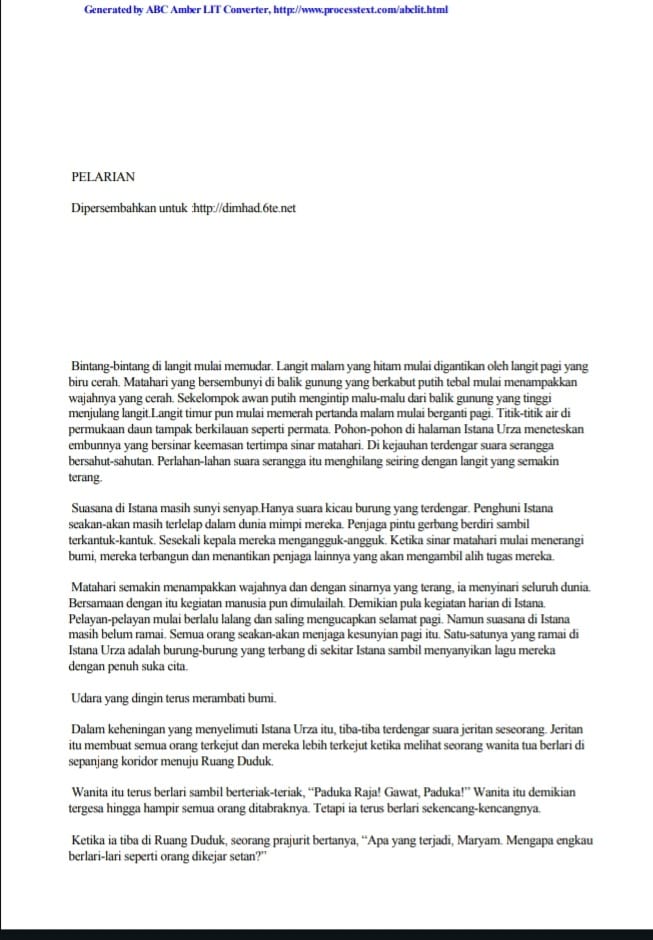 Generated by ABC Amber LIT Converter, http://www.processtext.com/abclit.html
PELARIAN
Dipersembahkan untuk :http://dimhad.6te.net
Bintang-bintang di langit mulai memudar. Langit malam yang hitam mulai digantikan oleh langit pagi yang
biru cerah. Matahari yang bersembunyi di balik gunung yang berkabut putih tebal mulai menampakkan
wajahnya yang cerah. Sekelompok awan putih mengintip malu-malu dari balik gunung yang tinggi
menjulang langit.Langit timur pun mulai memerah pertanda malam mulai berganti pagi. Titik-titik air di
permukaan daun tampak berkilauan seperti permata. Pohon-pohon di halaman Istana Urza meneteskan
embunnya yang bersinar keemasan tertimpa sinar matahari. Di kejauhan terdengar suara serangga
bersahut-sahutan. Perlahan-lahan suara serangga itu menghilang seiring dengan langit yang semakin
terang.
Suasana di Istana masih sunyi senyap.Hanya suara kicau burung yang terdengar. Penghuni Istana
seakan-akan masih terlelap dalam dunia mimpi mereka. Penjaga pintu gerbang berdiri sambil
terkantuk-kantuk. Sesekali kepala mereka mengangguk-angguk. Ketika sinar matahari mulai menerangi
bumi, mereka terbangun dan menantikan penjaga lainnya yang akan mengambil alih tugas mereka.
Matahari semakin menampakkan wajahnya dan dengan sinarnya yang terang, ia menyinari seluruh dunia.
Bersamaan dengan itu kegiatan manusia pun dimulailah. Demikian pula kegiatan harian di Istana.
Pelayan-pelayan mulai berlalu lalang dan saling mengucapkan selamat pagi. Namun suasana di Istana
masih belum ramai. Semua orang seakan-akan menjaga kesunyian pagi itu. Satu-satunya yang ramai di
Istana Urza adalah burung-burung yang terbang di sekitar Istana sambil menyanyikan lagu mereka
dengan penuh suka cita.
Udara yang dingin terus merambati bumi.
Dalam keheningan yang menyelimuti Istana Urza itu, tiba-tiba terdengar suara jeritan seseorang. Jeritan
itu membuat semua orang terkejut dan mereka lebih terkejut ketika melihat seorang wanita tua berlari di
sepanjang koridor menuju Ruang Duduk.
Wanita itu terus berlari sambil berteriak-teriak, “Paduka Raja! Gawat, Paduka!” Wanita itu demikian
tergesa hingga hampir semua orang ditabraknya. Tetapi ia terus berlari sekencang-kencangnya.
Ketika ia tiba di Ruang Duduk, seorang prajurit bertanya, “Apa yang terjadi, Maryam. Mengapa engkau
berlari-lari seperti orang dikejar setan?”